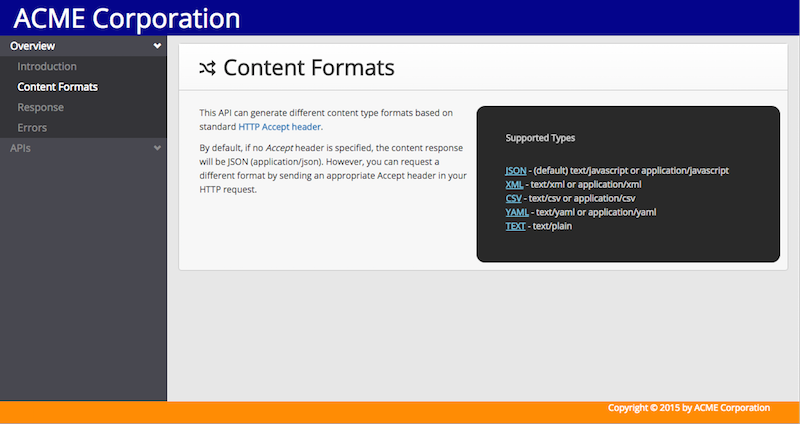 ACME Corporation
Overview
Introduction
Content Formats
Response
Errors
APIs
Content Formats
This API can generate different content type formats based on
standard HTTP Accept header.
By default, if no Accept header is specified, the content response
will be JSON (application/json). However, you can request a
different format by sending an appropriate Accept header in your
HTTP request.
Supported Types
JSON - (default) text/javascript or application/javascript
XML - text/xml or application/xml
CSV - text/csv or application/csv
YAML - text/yaml or application/yaml
TEXT - text/plain
Copyright © 2015 by ACME Corporation